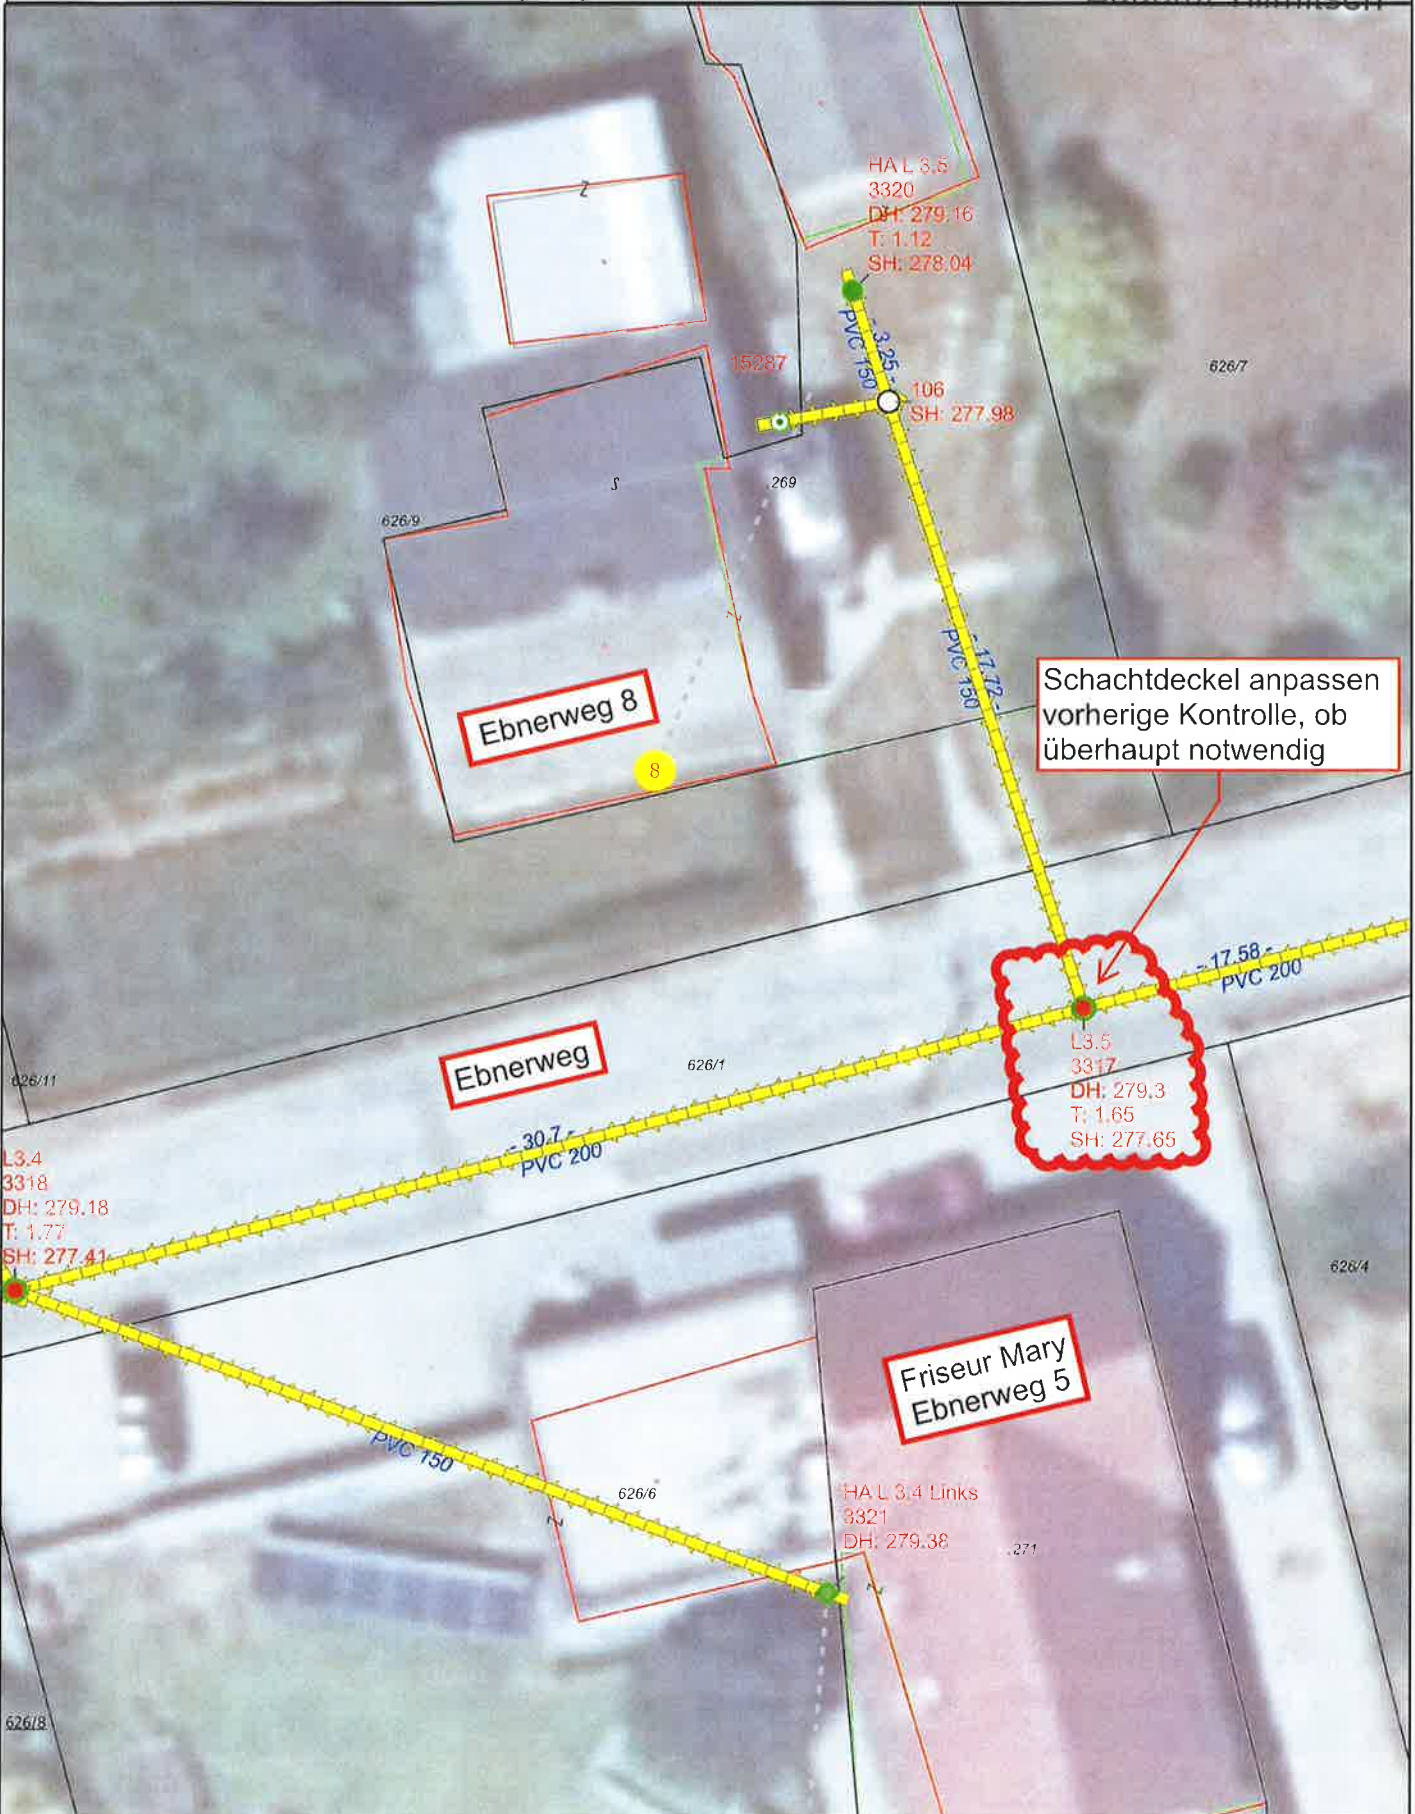 HA L 3.5
3320
DH: 279.16
T: 1.12
SH: 278.04
- 3.25 -
PVC 150
15287
106
SH: 277.98
626/7
.269
626/9
- 17.72 -
PVC 150
Schachtdeckel anpassen
vorherige Kontrolle, ob
überhaupt notwendig
Ebnerweg 8
8
- 17.58 -
PVC 200
Ebnerweg
626/1
626/11
L3.5
3317
DH: 279.3
T: 1.65
SH: 277.65
- 30.7 -
PVC 200
L3.4
3318
DH: 279.18
T: 1.77
SH: 277.41
626/4
Friseur Mary
Ebnerweg 5
PVC 150
626/6
HA L 3.4 Links
3321
DH: 279.38
.271
626/8